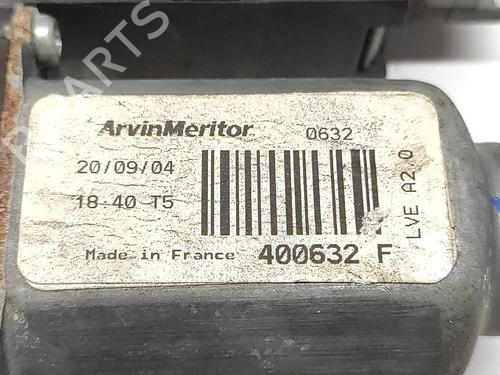 ArvinMeritor 0632
20/09/04
18-40 T5
LVE A2.0
Made in France 400632 F